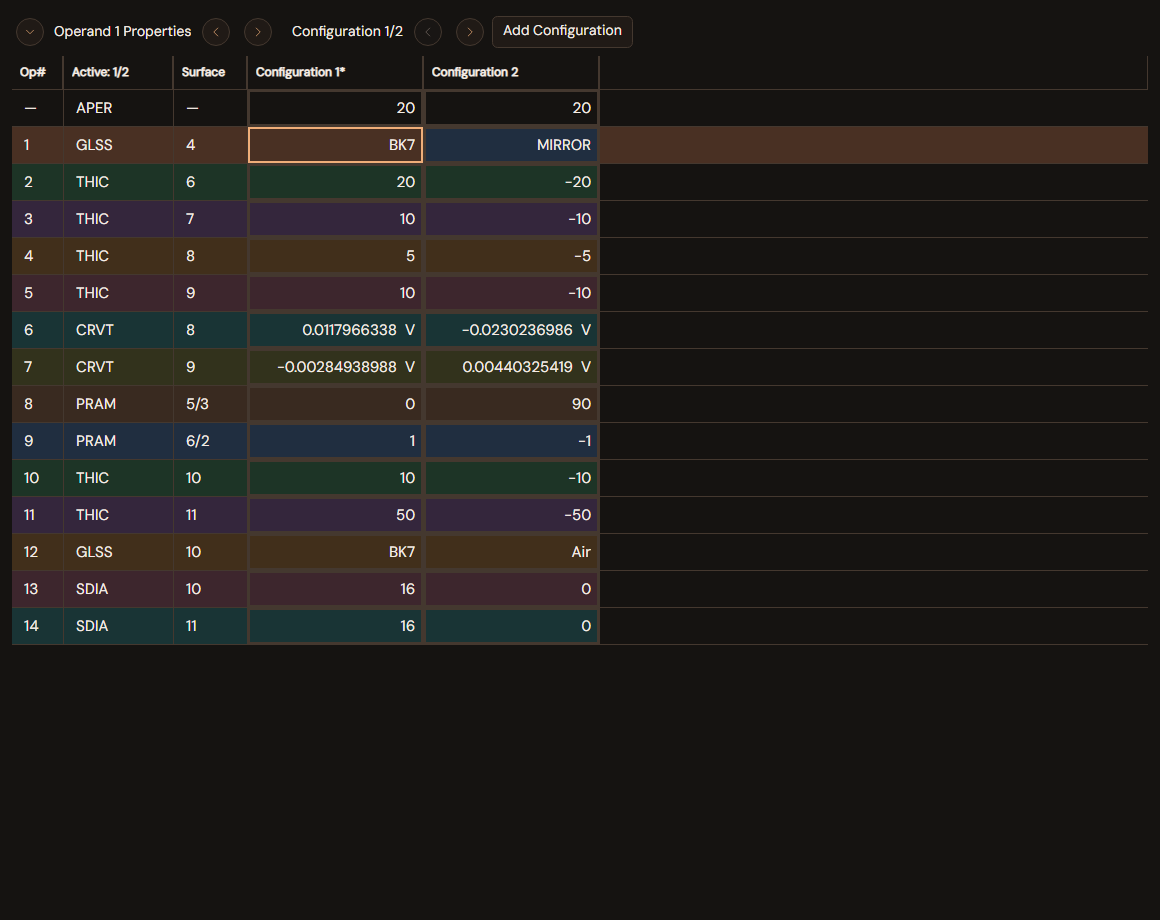 Operand 1 Properties Configuration 1/2 Add Configuration
Op# Active: 1/2 Surface Configuration 1* Configuration 2
— APER — 20 20
1 GLSS 4 BK7 MIRROR
2 THIC 6 20 -20
3 THIC 7 10 -10
4 THIC 8 5 -5
5 THIC 9 10 -10
6 CRVT 8 0.0117966338 V -0.0230236986 V
7 CRVT 9 -0.00284938988 V 0.00440325419 V
8 PRAM 5/3 0 90
9 PRAM 6/2 1 -1
10 THIC 10 10 -10
11 THIC 11 50 -50
12 GLSS 10 BK7 Air
13 SDIA 10 16 0
14 SDIA 11 16 0